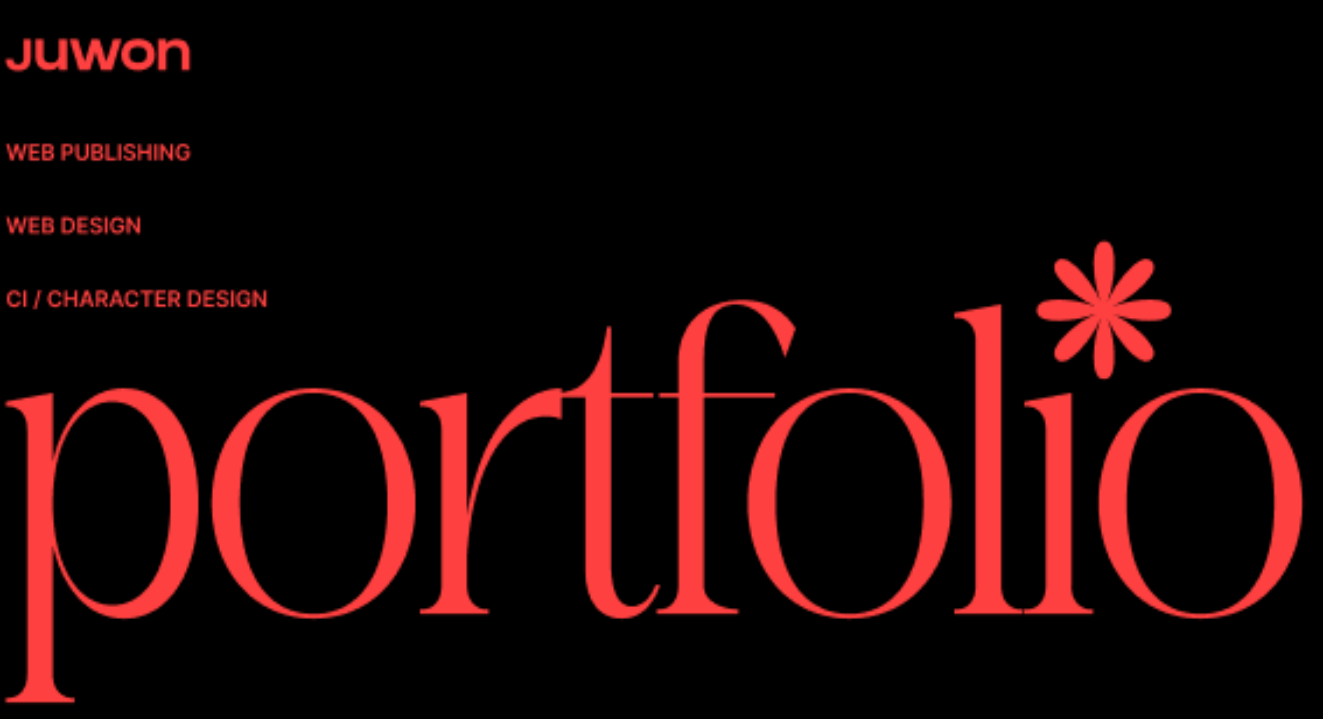 Juwon
WEB PUBLISHING
WEB DESIGN
CI / CHARACTER DESIGN
portfolio